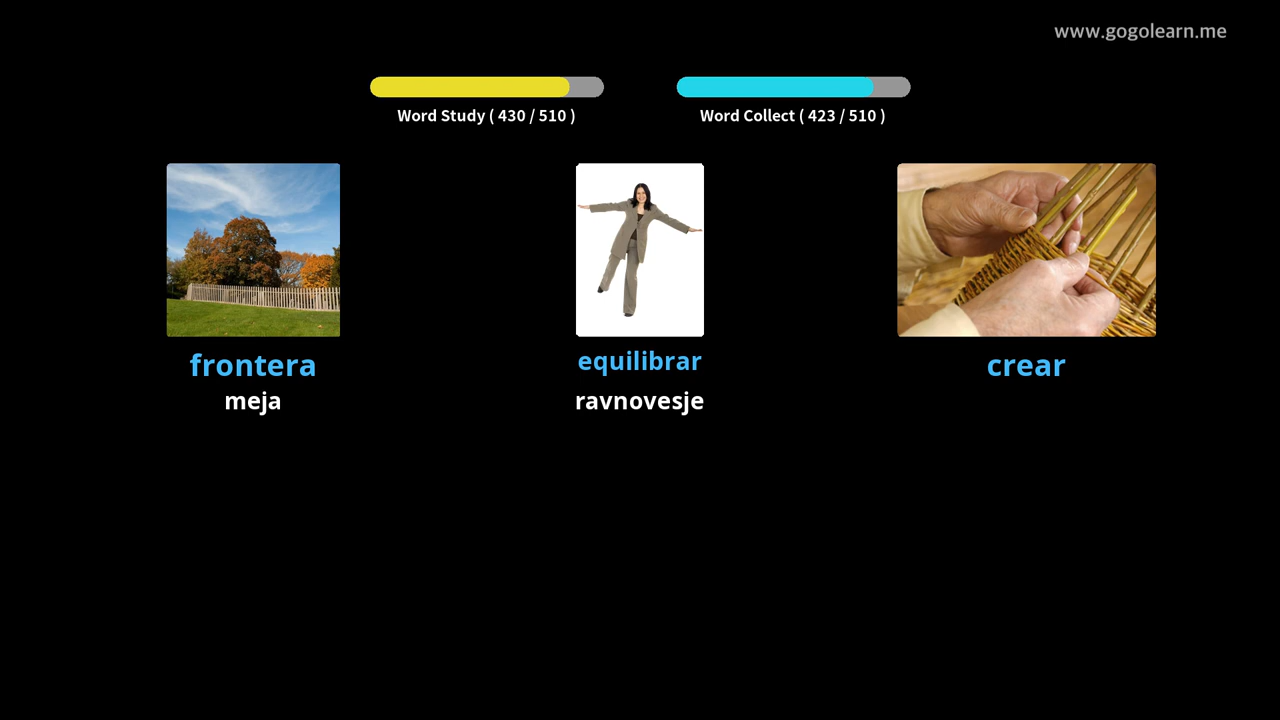 www.gogolearn.me
Word Study ( 430 / 510 )
Word Collect ( 423 / 510 )
frontera
meja
equilibrar
ravnovesje
crear